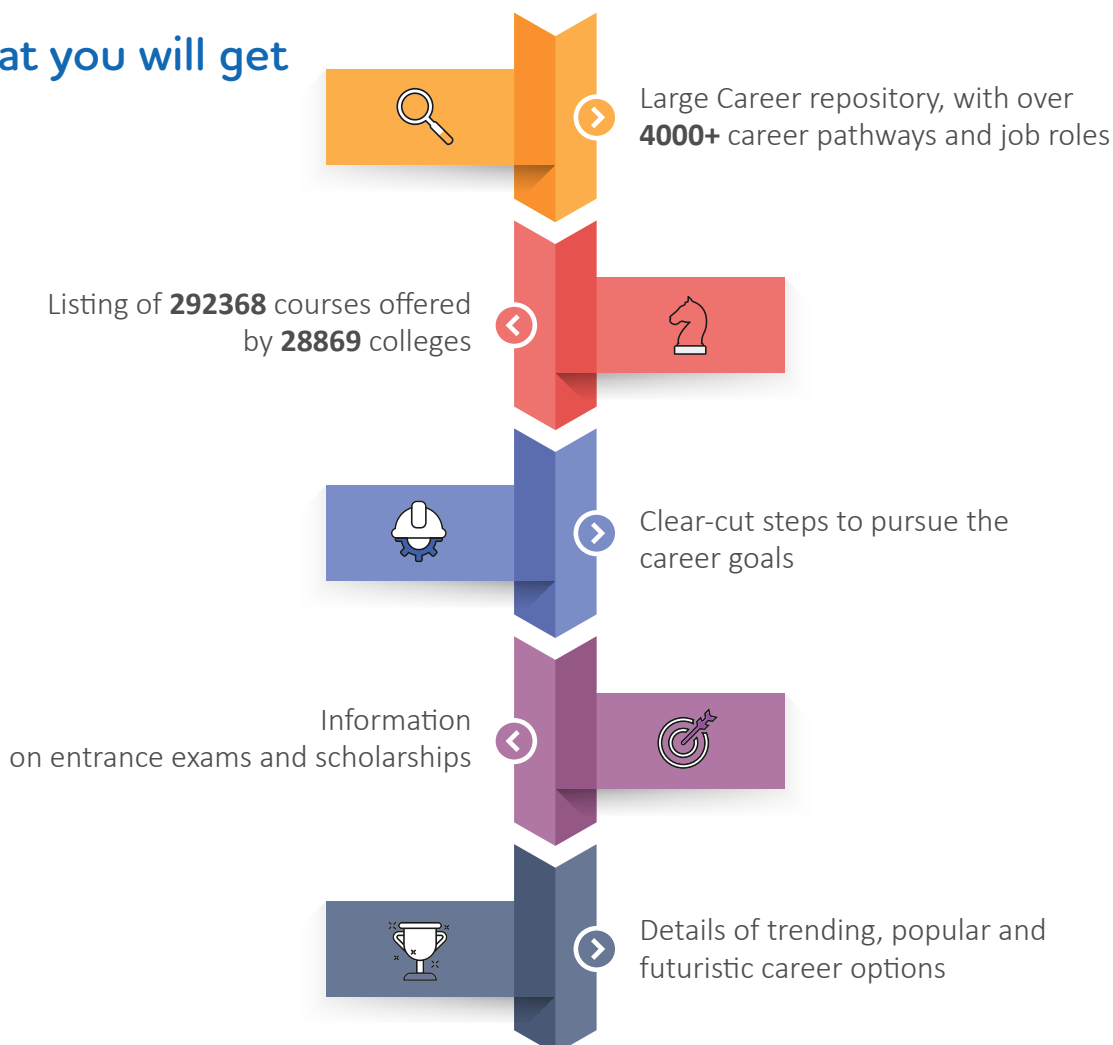 at you will get
Large Career repository, with over
4000+ career pathways and job roles
Listing of 292368 courses offered
by 28869 colleges
Clear-cut steps to pursue the
career goals
Information
on entrance exams and scholarships
Details of trending, popular and
futuristic career options